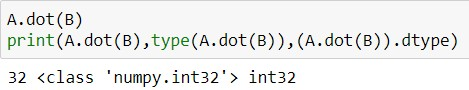 A.dot(B)
print(A.dot(B),type(A.dot(B)),(A.dot(B)).dtype)
32 <class 'numpy.int32'> int32